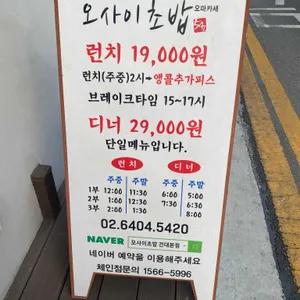 오사이초밥 오마카세
런치 19,000원
런치(주중)2시→앵콜추가피스
브레이크타임 15~17시
디너 29,000원
단일메뉴입니다.
런치 디너
주중 주말 주중 주말
1부 12:00 11:30 6:00 5:00
2부 1:00 12:30 7:30 6:30
3부 2:00 1:30 8:00
02.6404.5420
NAVER 오사이초밥 건대본점
네이버 예약을 이용해주세요
체인점문의 1566-5996